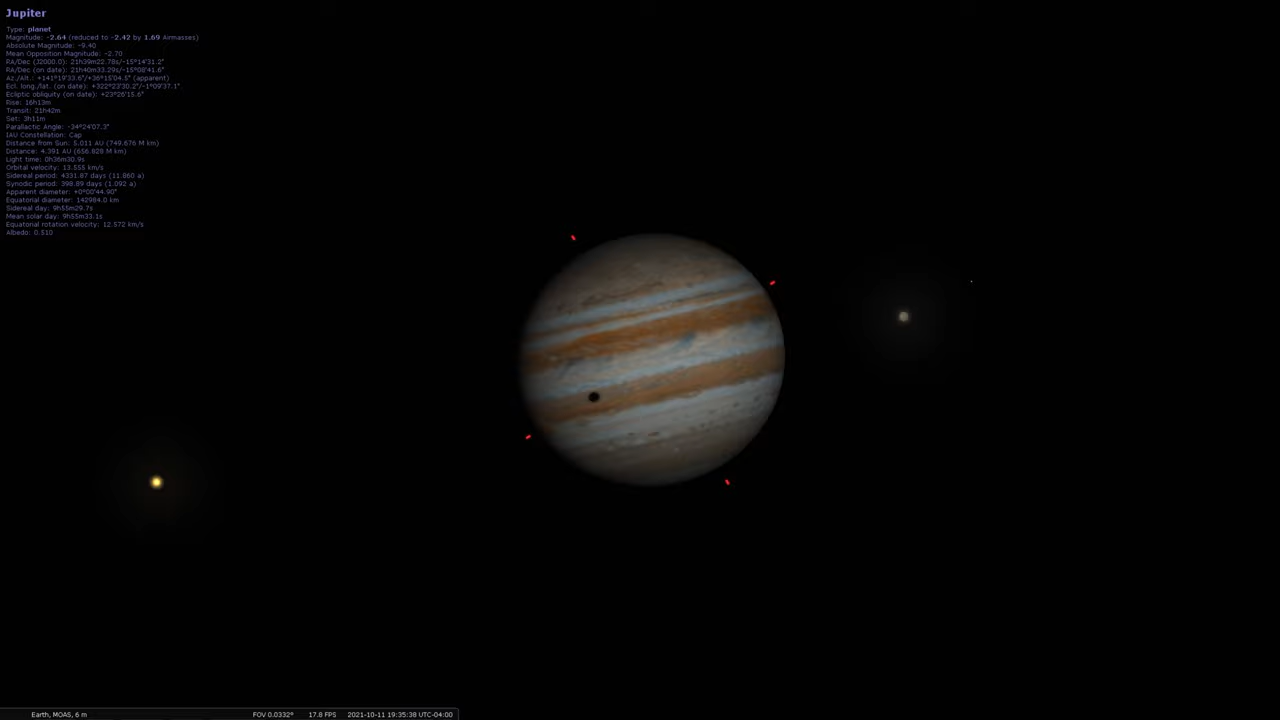 Jupiter
Type: planet
Magnitude: -2.64 (reduced to -2.42 by 1.69 Airmasses)
Absolute Magnitude: -9.40
Mean Opposition Magnitude: -2.70
RA/Dec (J2000.0): 21h39m22.78s/-15°14'31.2"
RA/Dec (on date): 21h40m33.29s/-15°08'41.6"
Az./Alt.: +141°19'33.6"/+36°15'04.5" (apparent)
Ecl. long./lat. (on date): +322°23'30.2"/-1°09'37.1"
Ecliptic obliquity (on date): +23°26'15.6"
Rise: 16h13m
Transit: 21h42m
Set: 3h11m
Parallactic Angle: -24°24'07.3"
IAU Constellation: Cap
Distance from Sun: 5.011 AU (749.676 M km)
Distance: 4.391 AU (656.828 M km)
Light time: 0h36m30.9s
Orbital velocity: 13.555 km/s
Sidereal period: 4331.87 days (11.860 a)
Synodic period: 398.89 days (1.092 a)
Apparent diameter: +0°00'44.90"
Equatorial diameter: 142984.0 km
Sidereal day: 9h55m29.7s
Mean solar day: 9h55m33.1s
Equatorial rotation velocity: 12.572 km/s
Albedo: 0.510
Earth, MOAS, 6 m FOV 0.0332° 17.8 FPS 2021-10-11 19:35:38 UTC-04:00